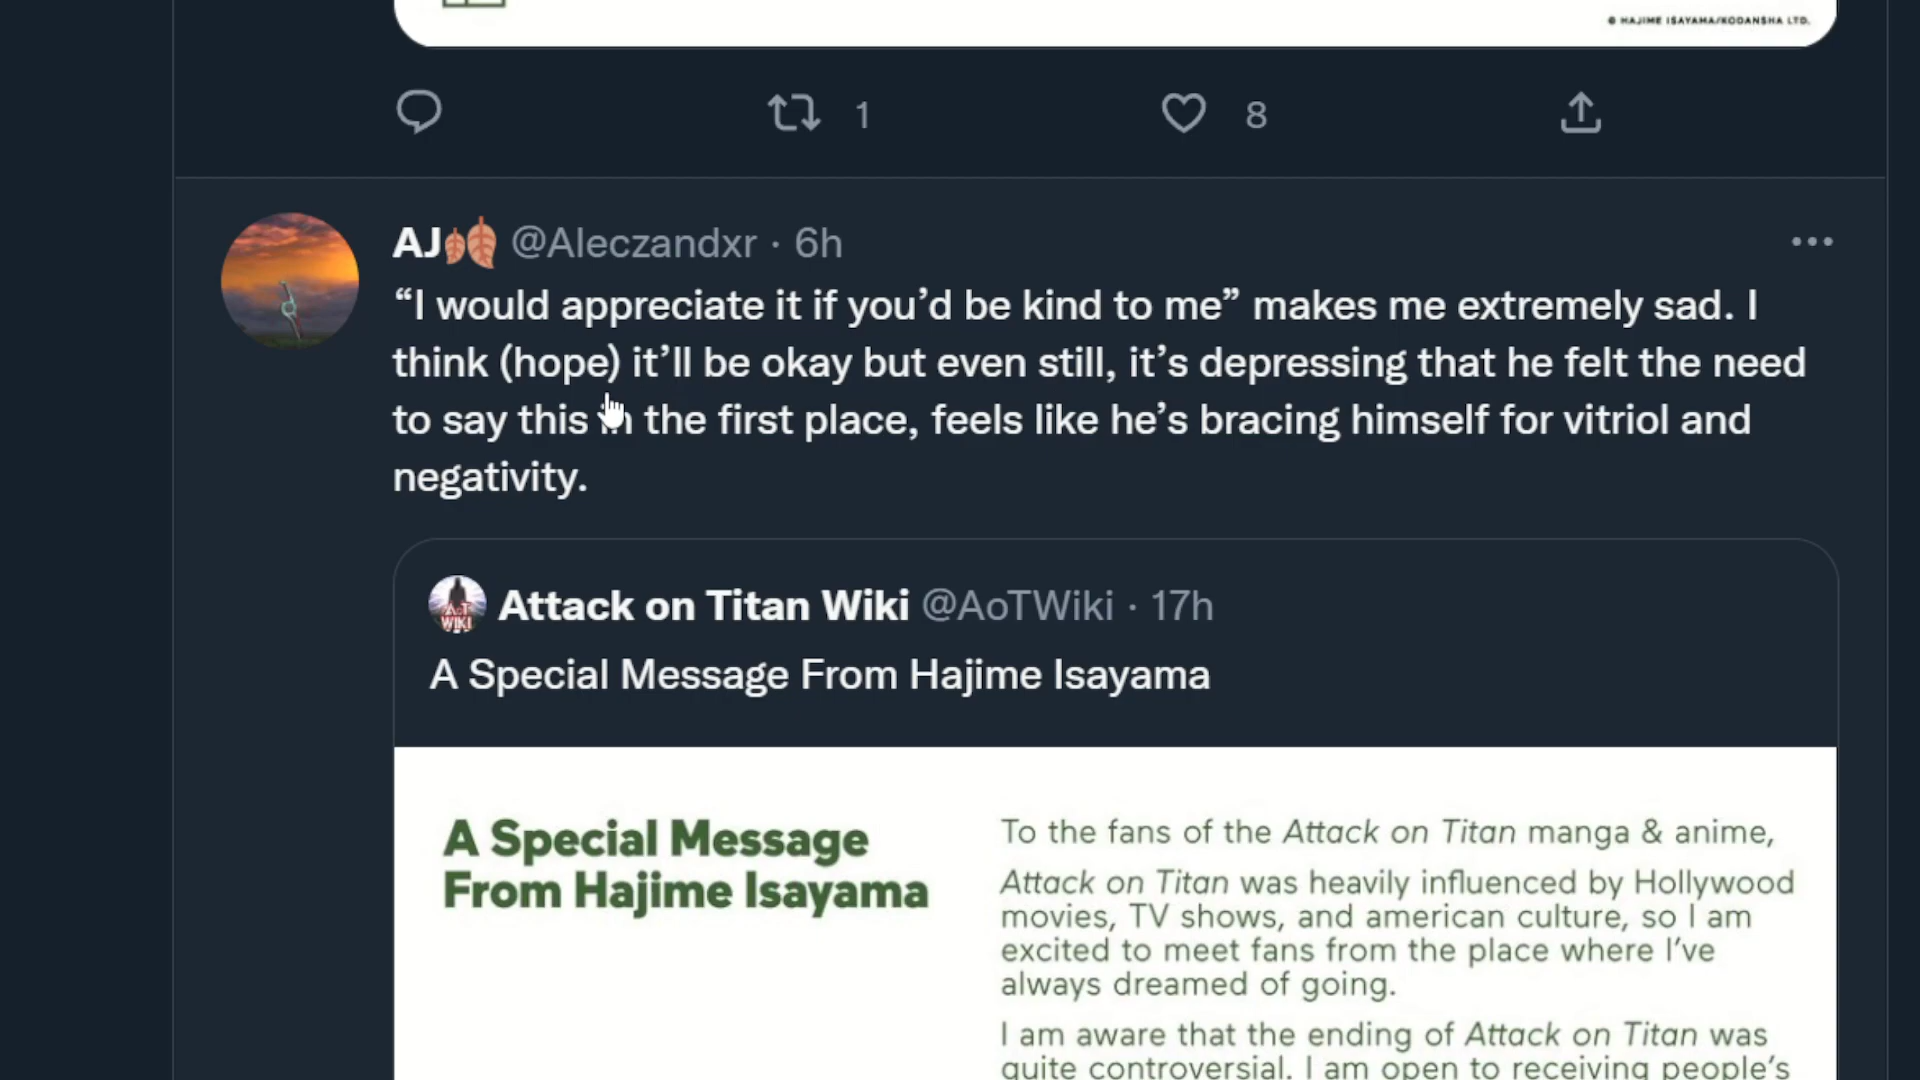 © HAJIME ISAYAMA/KODANSHA LTD.
1
8
AJ @Aleczandxr · 6h
“I would appreciate it if you’d be kind to me” makes me extremely sad. I
think (hope) it’ll be okay but even still, it’s depressing that he felt the need
to say this in the first place, feels like he’s bracing himself for vitriol and
negativity.
A.T
WIKI
Attack on Titan Wiki @AoTWiki · 17h
A Special Message From Hajime Isayama
A Special Message
From Hajime Isayama
To the fans of the Attack on Titan manga & anime,
Attack on Titan was heavily influenced by Hollywood
movies, TV shows, and american culture, so I am
excited to meet fans from the place where I’ve
always dreamed of going.
I am aware that the ending of Attack on Titan was
quite controversial. I am open to receiving people’s